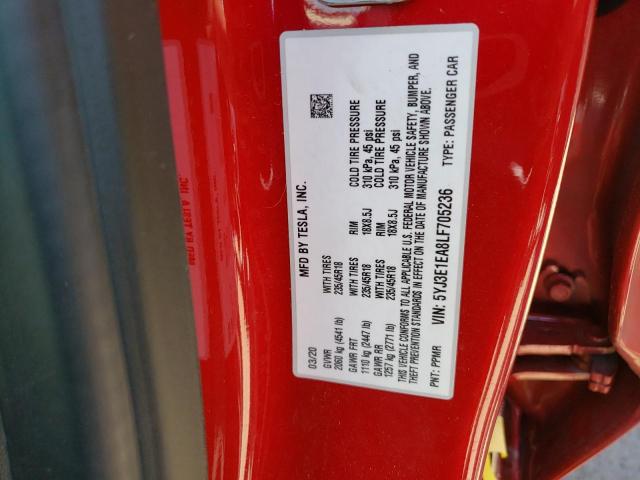 MFD BY TESLA, INC.
03/20
GVWR WITH TIRES RIM COLD TIRE PRESSURE
2060 kg (4541 lb) 235/45R18 18X8.5J 310 kPa, 45 psi
GAWR FRT WITH TIRES RIM COLD TIRE PRESSURE
1110 kg (2447 lb) 235/45R18 18X8.5J 310 kPa, 45 psi
GAWR RR WITH TIRES
1257 kg (2771 lb) 235/45R18
THIS VEHICLE CONFORMS TO ALL APPLICABLE U.S. FEDERAL MOTOR VEHICLE SAFETY, BUMPER, AND
THEFT PREVENTION STANDARDS IN EFFECT ON THE DATE OF MANUFACTURE SHOWN ABOVE.
VIN: 5YJ3E1EA8LF705236
PNT: PPMR TYPE: PASSENGER CAR